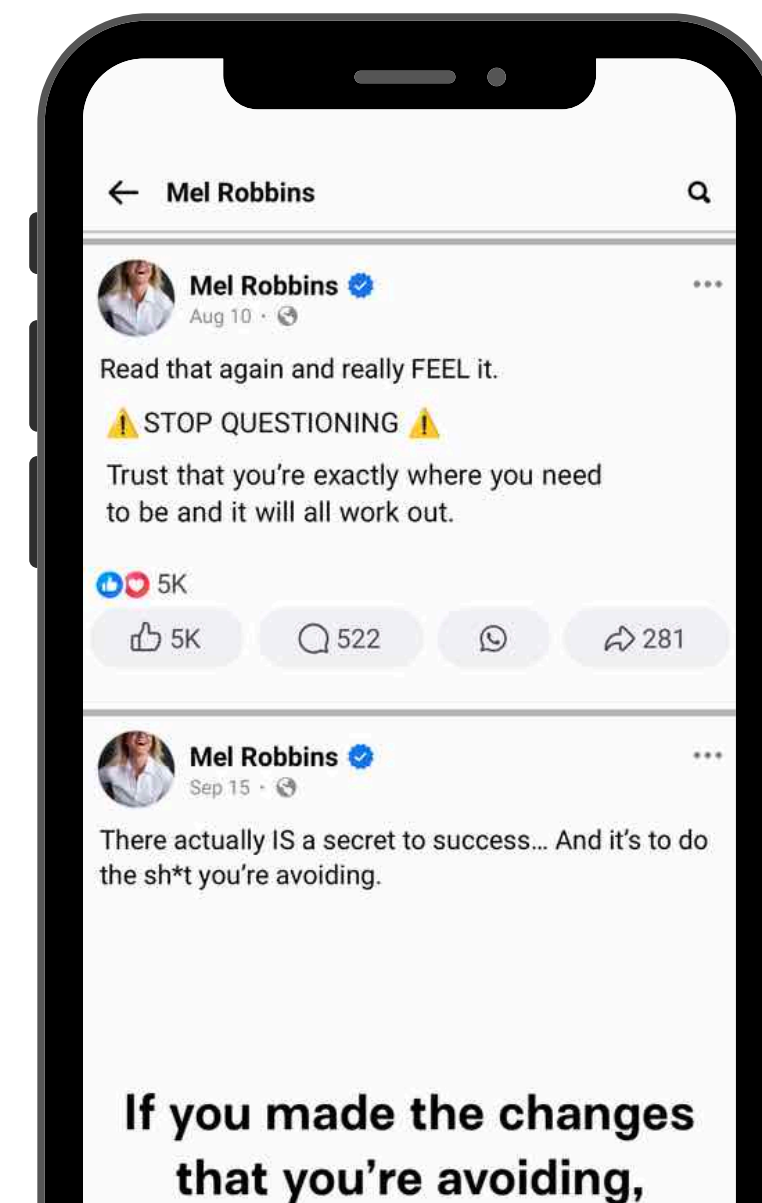 Mel Robbins
Mel Robbins
Aug 10 ·
Read that again and really FEEL it.
⚠️ STOP QUESTIONING ⚠️
Trust that you’re exactly where you need
to be and it will all work out.
5K
5K 522 281
Mel Robbins
Sep 15 ·
There actually IS a secret to success... And it’s to do
the sh*t you’re avoiding.
If you made the changes
that you’re avoiding,